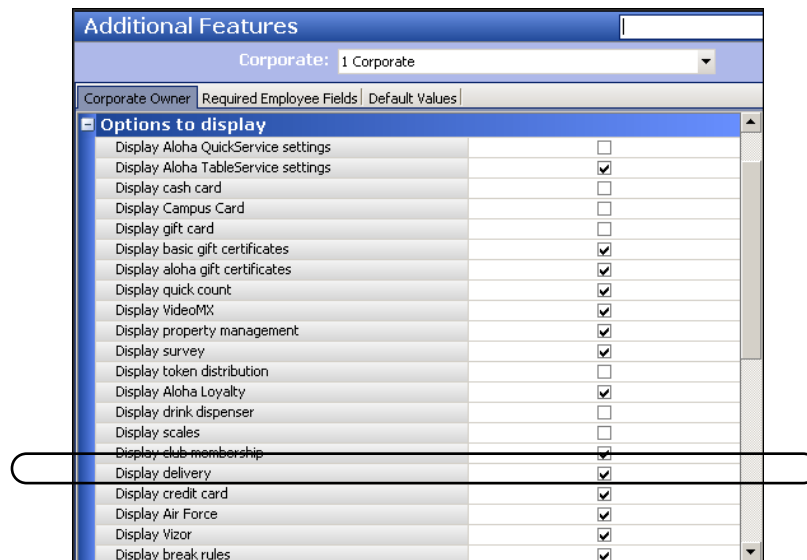 Additional Features
Corporate: 1 Corporate
Corporate Owner Required Employee Fields Default Values
Options to display
Display Aloha QuickService settings
Display Aloha TableService settings
Display cash card
Display Campus Card
Display gift card
Display basic gift certificates
Display aloha gift certificates
Display quick count
Display VideoMX
Display property management
Display survey
Display token distribution
Display Aloha Loyalty
Display drink dispenser
Display scales
Display club membership
Display delivery
Display credit card
Display Air Force
Display Vizor
Display break rules